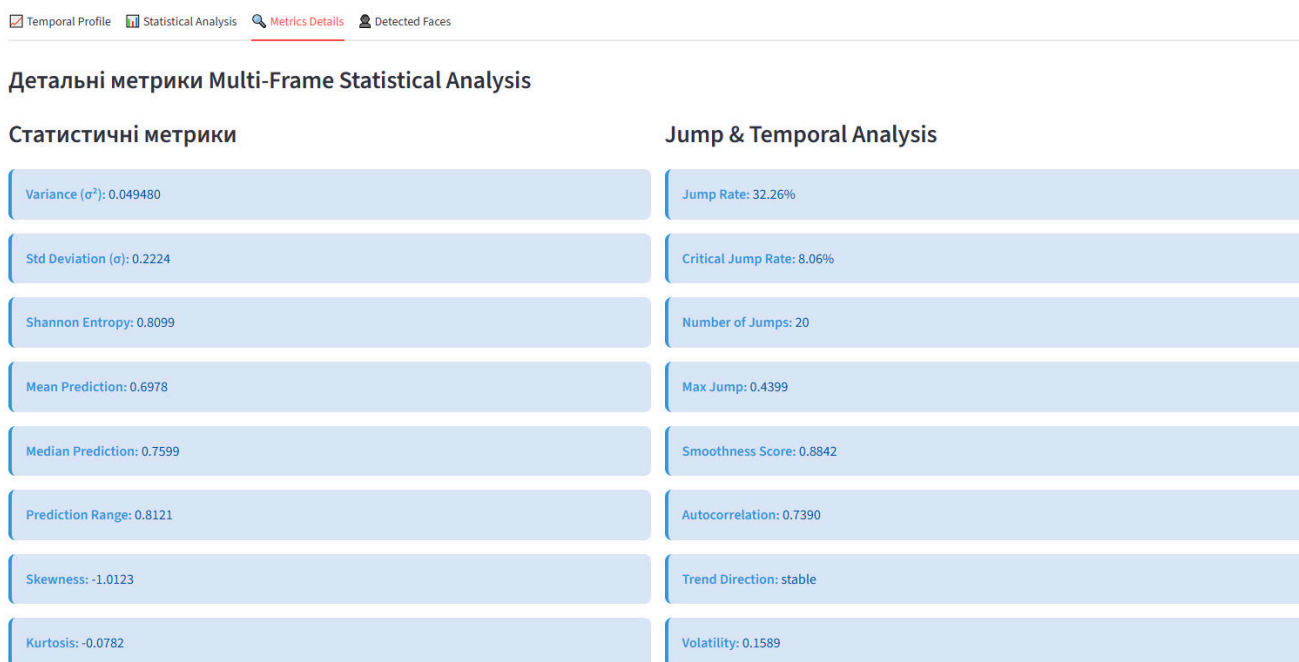 Temporal Profile Statistical Analysis Metrics Details Detected Faces
Детальні метрики Multi-Frame Statistical Analysis
Статистичні метрики
Variance (σ²): 0.049480
Std Deviation (σ): 0.2224
Shannon Entropy: 0.8099
Mean Prediction: 0.6978
Median Prediction: 0.7599
Prediction Range: 0.8121
Skewness: -1.0123
Kurtosis: -0.0782
Jump & Temporal Analysis
Jump Rate: 32.26%
Critical Jump Rate: 8.06%
Number of Jumps: 20
Max Jump: 0.4399
Smoothness Score: 0.8842
Autocorrelation: 0.7390
Trend Direction: stable
Volatility: 0.1589